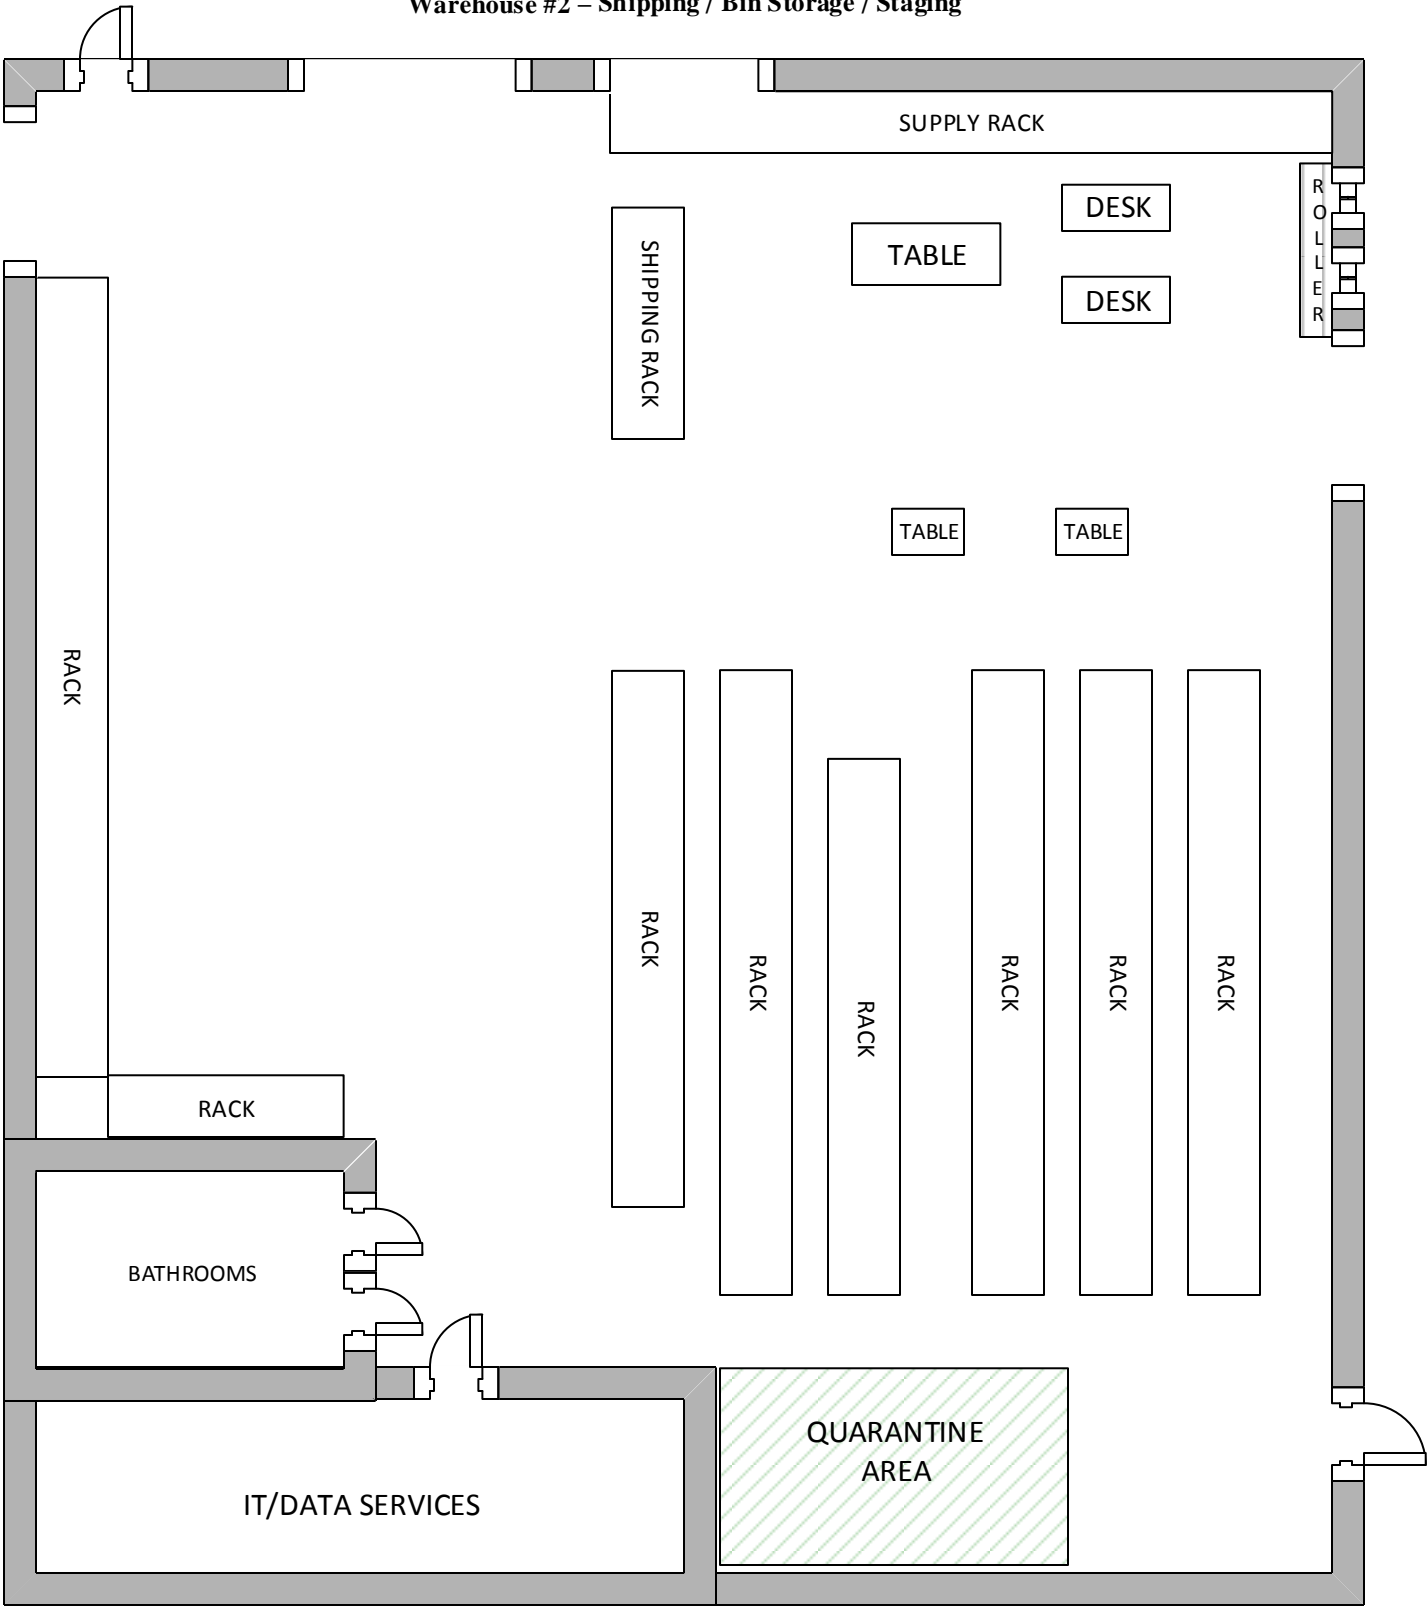 Warehouse #2 – Shipping / Bin Storage / Staging
SUPPLY RACK
ROLLER
DESK
TABLE
DESK
SHIPPING RACK
TABLE
TABLE
RACK
RACK
RACK
RACK
RACK
RACK
RACK
RACK
BATHROOMS
QUARANTINE
AREA
IT/DATA SERVICES